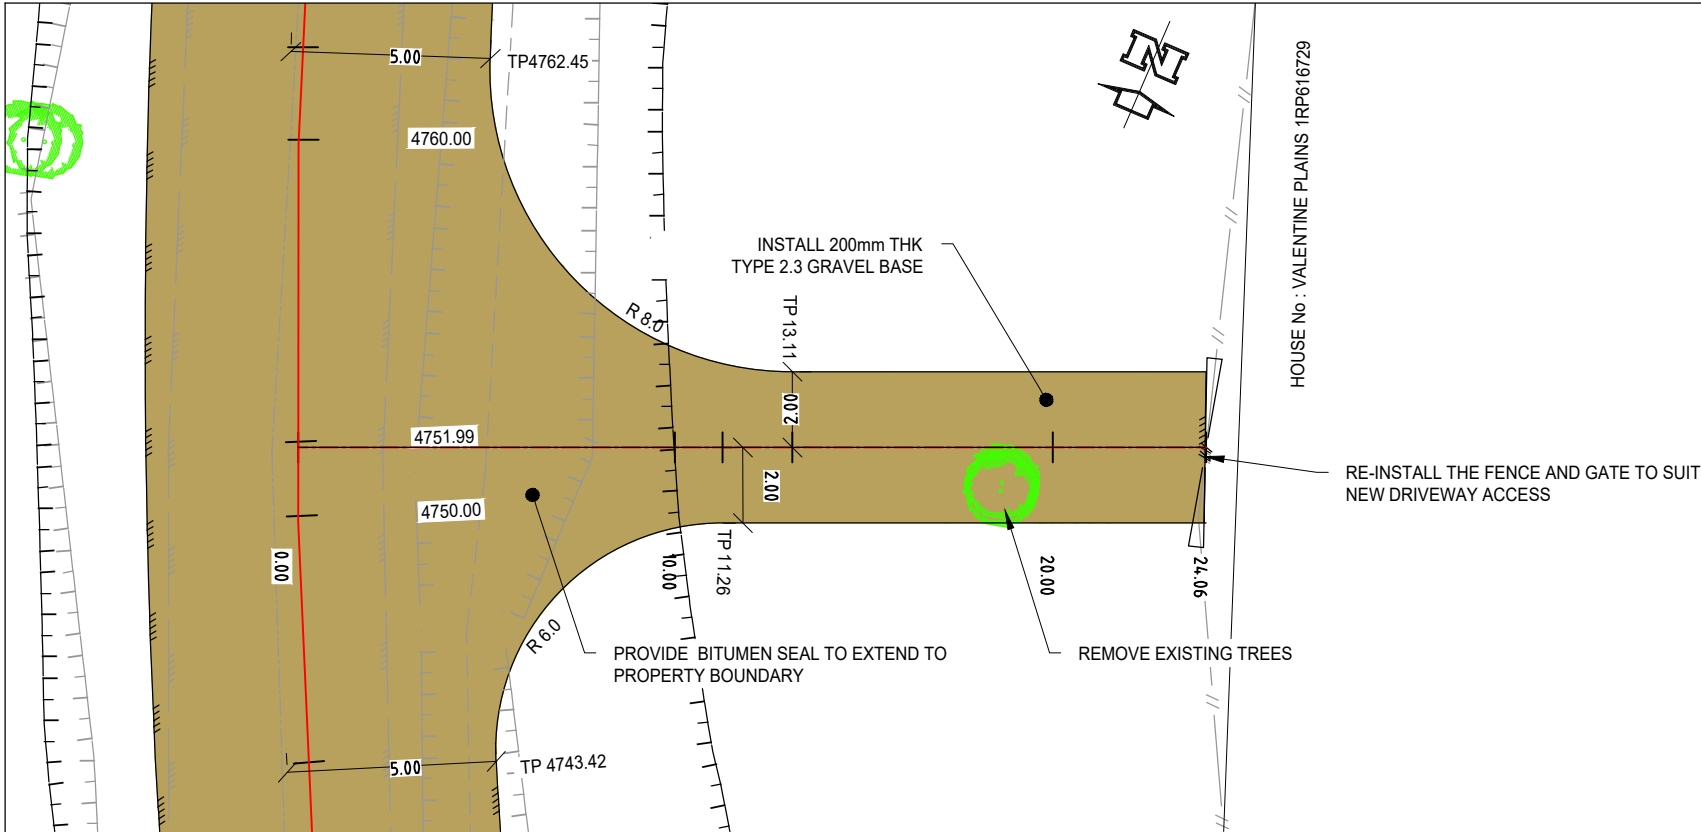 5.00
TP4762.45
N
4760.00
HOUSE No : VALENTINE PLAINS 1RP616729
INSTALL 200mm THK
TYPE 2.3 GRAVEL BASE
R 8.0
TP 13.11
2.00
4751.99
2.00
RE-INSTALL THE FENCE AND GATE TO SUIT
NEW DRIVEWAY ACCESS
4750.00
0.00
10.00
TP 11.26
20.00
24.06
R 6.0
PROVIDE BITUMEN SEAL TO EXTEND TO
PROPERTY BOUNDARY
REMOVE EXISTING TREES
5.00
TP 4743.42